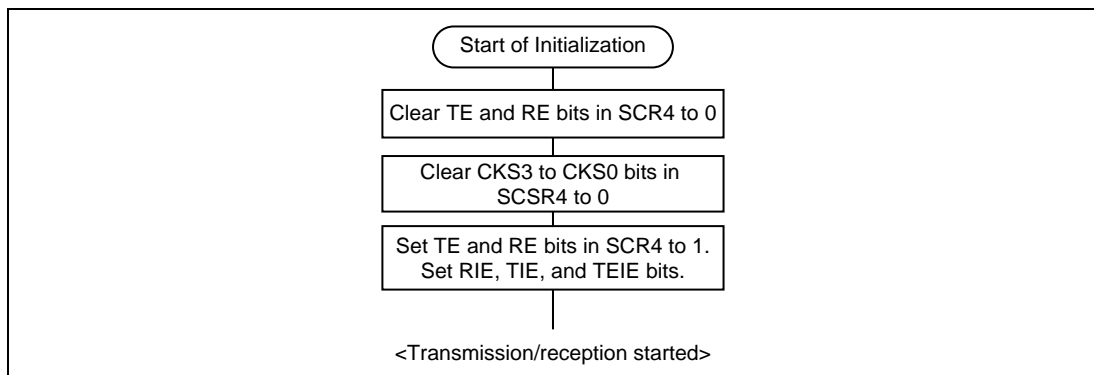 Start of Initialization
Clear TE and RE bits in SCR4 to 0
Clear CKS3 to CKS0 bits in
SCSR4 to 0
Set TE and RE bits in SCR4 to 1.
Set RIE, TIE, and TEIE bits.
<Transmission/reception started>